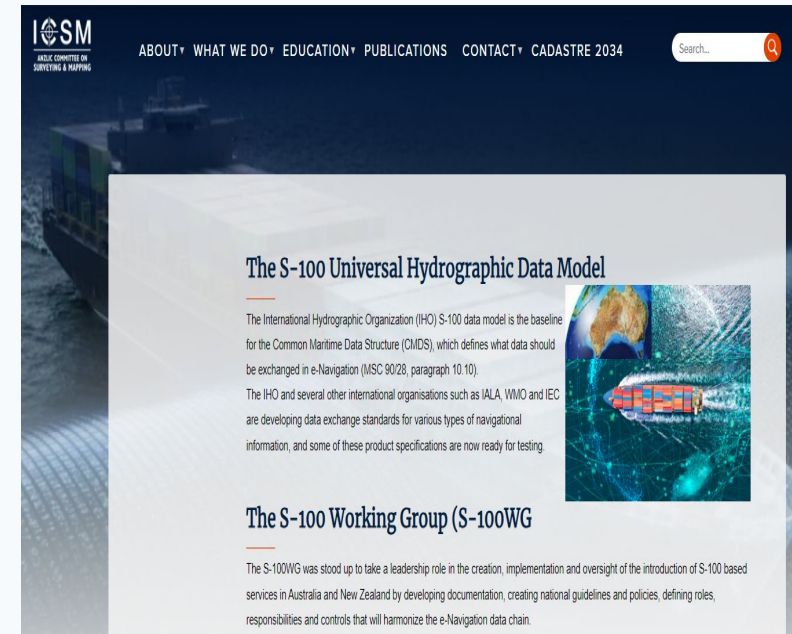 ICSM
ANZLIC COMMITTEE ON
SURVEYING & MAPPING
ABOUT WHAT WE DO EDUCATION PUBLICATIONS CONTACT CADASTRE 2034
Search...
The S-100 Universal Hydrographic Data Model
The International Hydrographic Organization (IHO) S-100 data model is the baseline
for the Common Maritime Data Structure (CMDS), which defines what data should
be exchanged in e-Navigation (MSC 90/28, paragraph 10.10).
The IHO and several other international organisations such as IALA, WMO and IEC
are developing data exchange standards for various types of navigational
information, and some of these product specifications are now ready for testing.
The S-100 Working Group (S-100WG
The S-100WG was stood up to take a leadership role in the creation, implementation and oversight of the introduction of S-100 based
services in Australia and New Zealand by developing documentation, creating national guidelines and policies, defining roles,
responsibilities and controls that will harmonize the e-Navigation data chain.